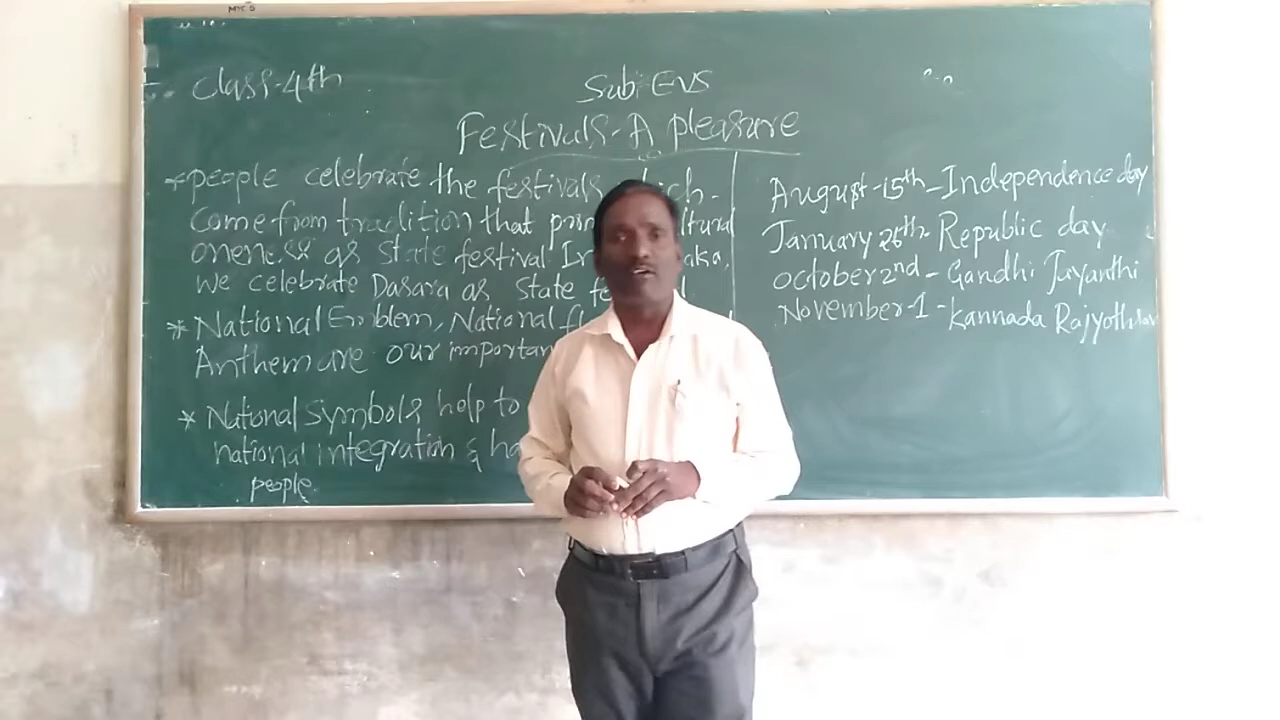 Class-4th
Sub: EVS
Festivals-A pleasure
*people celebrate the festivals
come from tradition that
oneness as state festival. In
we celebrate Dasara as state
* National Emblem, National
Anthem are our
* National symbols help to
national integration &
people.
August-15th-Independence day
January 26th- Republic day
October 2nd - Gandhi Jayanthi
November-1 -Kannada